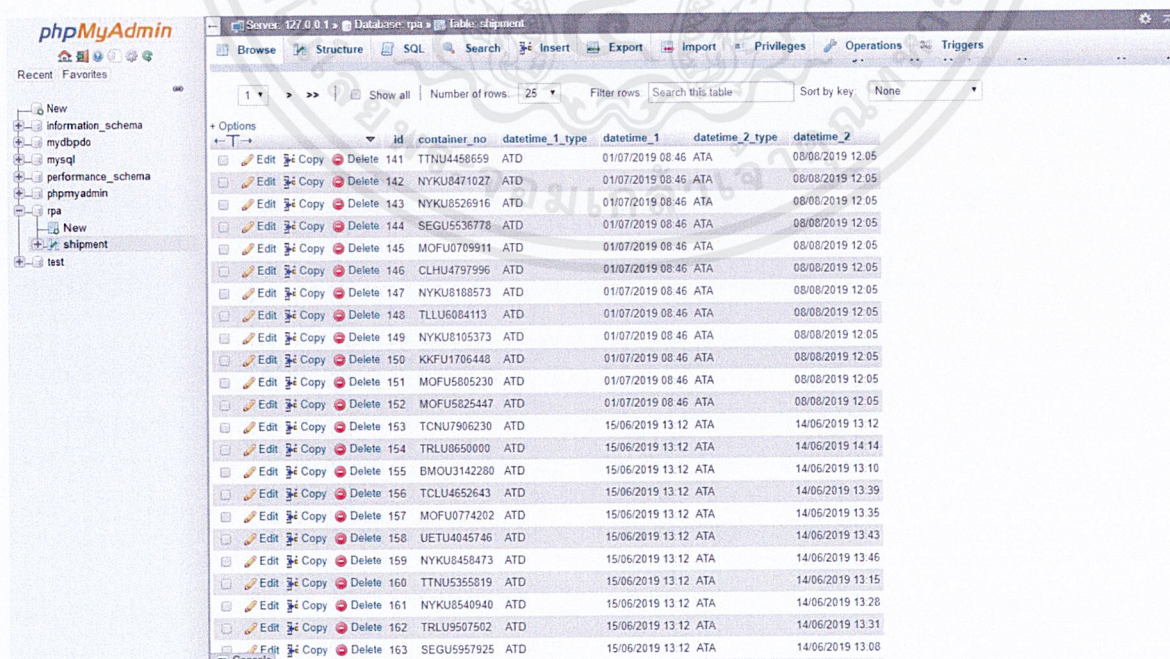 phpMyAdmin
Recent Favorites
New
information_schema
mydbpdo
mysql
performance_schema
phpmyadmin
rpa
New
shipment
test
Server: 127.0.0.1 » Database: rpa » Table: shipment
Browse Structure SQL Search Insert Export Import Privileges Operations Triggers
1 > >> Show all Number of rows: 25 Filter rows: Search this table Sort by key: None
+ Options
id container_no datetime_1_type datetime_1 datetime_2_type datetime_2
Edit Copy Delete 141 TTNU4458659 ATD 01/07/2019 08:46 ATA 08/08/2019 12:05
Edit Copy Delete 142 NYKU8471027 ATD 01/07/2019 08:46 ATA 08/08/2019 12:05
Edit Copy Delete 143 NYKU8526916 ATD 01/07/2019 08:46 ATA 08/08/2019 12:05
Edit Copy Delete 144 SEGU5536778 ATD 01/07/2019 08:46 ATA 08/08/2019 12:05
Edit Copy Delete 145 MOFU0709911 ATD 01/07/2019 08:46 ATA 08/08/2019 12:05
Edit Copy Delete 146 CLHU4797996 ATD 01/07/2019 08:46 ATA 08/08/2019 12:05
Edit Copy Delete 147 NYKU8188573 ATD 01/07/2019 08:46 ATA 08/08/2019 12:05
Edit Copy Delete 148 TLLU6084113 ATD 01/07/2019 08:46 ATA 08/08/2019 12:05
Edit Copy Delete 149 NYKU8105373 ATD 01/07/2019 08:46 ATA 08/08/2019 12:05
Edit Copy Delete 150 KKFU1706448 ATD 01/07/2019 08:46 ATA 08/08/2019 12:05
Edit Copy Delete 151 MOFU5805230 ATD 01/07/2019 08:46 ATA 08/08/2019 12:05
Edit Copy Delete 152 MOFU5825447 ATD 01/07/2019 08:46 ATA 08/08/2019 12:05
Edit Copy Delete 153 TCNU7906230 ATD 15/06/2019 13:12 ATA 14/06/2019 13:12
Edit Copy Delete 154 TRLU8650000 ATD 15/06/2019 13:12 ATA 14/06/2019 14:14
Edit Copy Delete 155 BMOU3142280 ATD 15/06/2019 13:12 ATA 14/06/2019 13:10
Edit Copy Delete 156 TCLU4652643 ATD 15/06/2019 13:12 ATA 14/06/2019 13:39
Edit Copy Delete 157 MOFU0774202 ATD 15/06/2019 13:12 ATA 14/06/2019 13:35
Edit Copy Delete 158 UETU4045746 ATD 15/06/2019 13:12 ATA 14/06/2019 13:43
Edit Copy Delete 159 NYKU8458473 ATD 15/06/2019 13:12 ATA 14/06/2019 13:46
Edit Copy Delete 160 TTNU5355819 ATD 15/06/2019 13:12 ATA 14/06/2019 13:15
Edit Copy Delete 161 NYKU8540940 ATD 15/06/2019 13:12 ATA 14/06/2019 13:28
Edit Copy Delete 162 TRLU9507502 ATD 15/06/2019 13:12 ATA 14/06/2019 13:31
Edit Copy Delete 163 SEGU5957925 ATD 15/06/2019 13:12 ATA 14/06/2019 13:08
Console